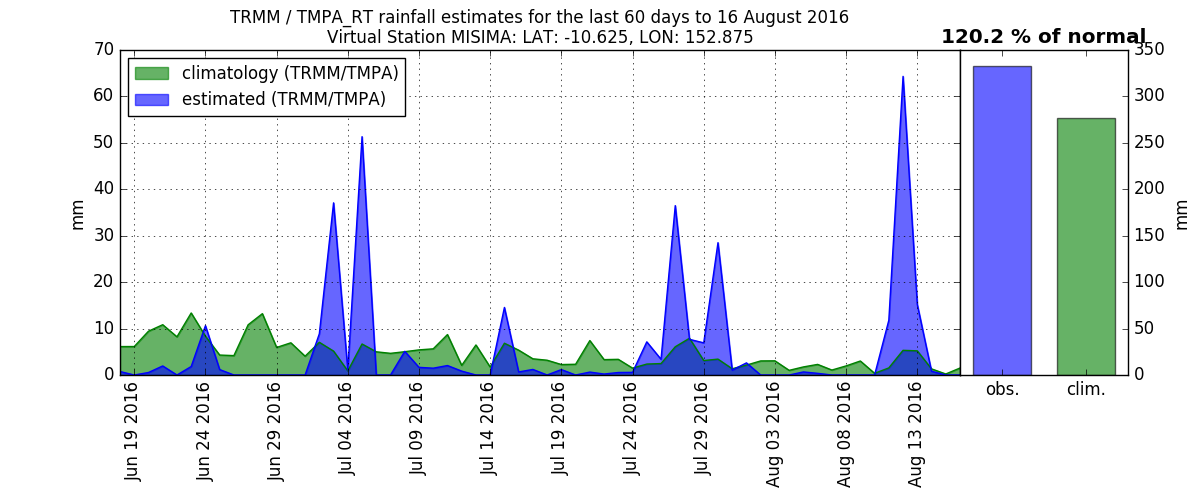 TRMM / TMPA_RT rainfall estimates for the last 60 days to 16 August 2016
Virtual Station MISIMA: LAT: -10.625, LON: 152.875
120.2 % of normal
climatology (TRMM/TMPA)
estimated (TRMM/TMPA)
mm
70
60
50
40
30
20
10
0
350
300
250
200
150
100
50
0
mm
Jun 19 2016
Jun 24 2016
Jun 29 2016
Jul 04 2016
Jul 09 2016
Jul 14 2016
Jul 19 2016
Jul 24 2016
Jul 29 2016
Aug 03 2016
Aug 08 2016
Aug 13 2016
obs.
clim.